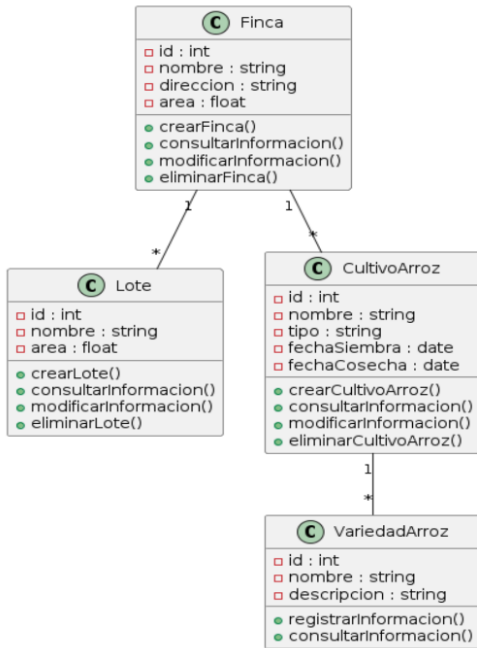 C Finca
id : int
nombre : string
direccion : string
area : float
crearFinca()
consultarInformacion()
modificarInformacion()
eliminarFinca()
1
1
*
*
C Lote
id : int
nombre : string
area : float
crearLote()
consultarInformacion()
modificarInformacion()
eliminarLote()
C CultivoArroz
id : int
nombre : string
tipo : string
fechaSiembra : date
fechaCosecha : date
crearCultivoArroz()
consultarInformacion()
modificarInformacion()
eliminarCultivoArroz()
1
*
C VariedadArroz
id : int
nombre : string
descripcion : string
registrarInformacion()
consultarInformacion()